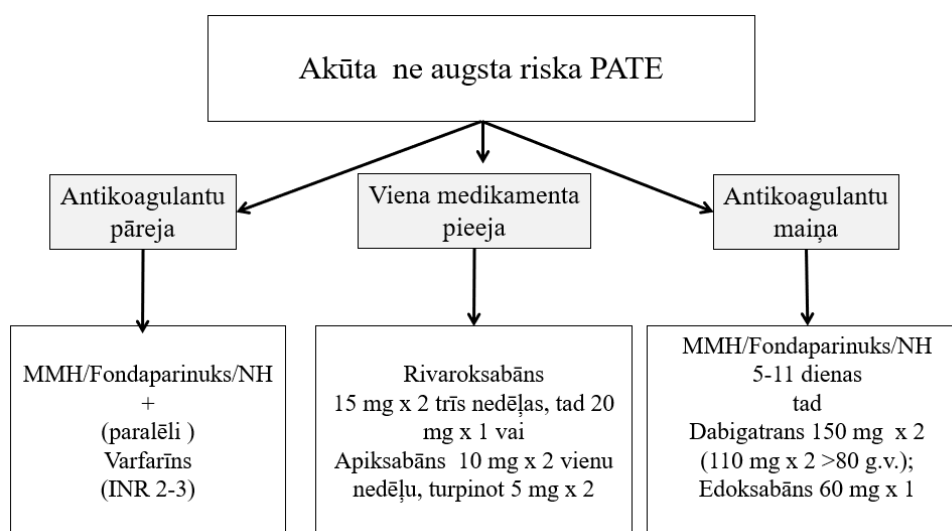 Akūta ne augsta riska PATE
Antikoagulantu
pāreja
Viena medikamenta
pieeja
Antikoagulantu
maiņa
MMH/Fondaparinuks/NH
+
(paralēli )
Varfarīns
(INR 2-3)
Rivaroksabāns
15 mg x 2 trīs nedēļas, tad 20
mg x 1 vai
Apiksabāns 10 mg x 2 vienu
nedēļu, turpinot 5 mg x 2
MMH/Fondaparinuks/NH
5-11 dienas
tad
Dabigatrans 150 mg x 2
(110 mg x 2 >80 g.v.);
Edoksabāns 60 mg x 1